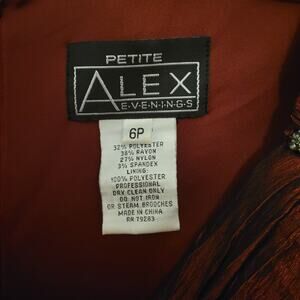 PETITE
ALEX
E·V·E·N·I·N·G·S
6P
32% POLYESTER
38% RAYON
27% NYLON
3% SPANDEX
LINING:
100% POLYESTER
PROFESSIONAL
DRY CLEAN ONLY
DO NOT IRON
OR STEAM BROOCHES
MADE IN CHINA
RN 79283